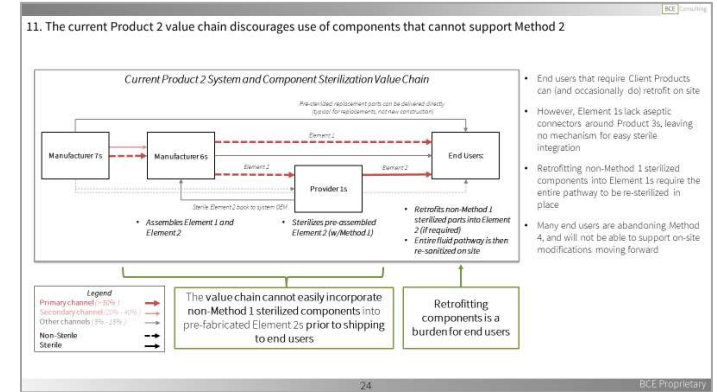 BCE Consulting
11. The current Product 2 value chain discourages use of components that cannot support Method 2
Current Product 2 System and Component Sterilization Value Chain
Pre-sterilized replacement parts can be delivered directly
(typical for replacements, not new construction)
Element 1
Manufacturer 7s
Manufacturer 6s
End Users:
Element 2
Element 2
Provider 1s
Sterile Element 2 back to system OEM
• Assembles Element 1 and
Element 2
• Sterilizes pre-assembled
Element 2 (w/Method 1)
• Retrofits non-Method 1
sterilized parts into Element
2 (if required)
• Entire fluid pathway is then
re-sanitized on site
• End users that require Client Products
can (and occasionally do) retrofit on site
• However, Element 1s lack aseptic
connectors around Product 3s, leaving
no mechanism for easy sterile
integration
• Retrofitting non-Method 1 sterilized
components into Element 1s require the
entire pathway to be re-sterilized in
place
• Many end users are abandoning Method
4, and will not be able to support on-site
modifications moving forward
Legend
Primary channel (>50%)
Secondary channel (20% - 40%)
Other channels
Non-Sterile
Sterile
The value chain cannot easily incorporate
non-Method 1 sterilized components into
pre-fabricated Element 2s prior to shipping
to end users
Retrofitting
components is a
burden for end users
24
BCE Proprietary